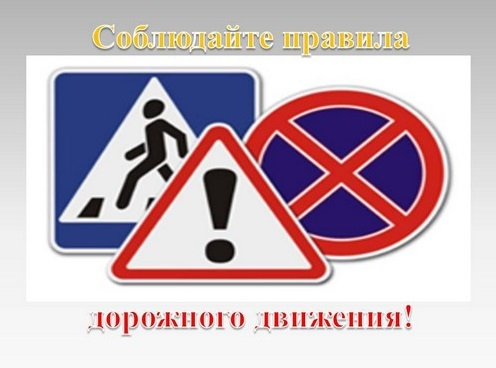 Соблюдайте правила
дорожного движения!